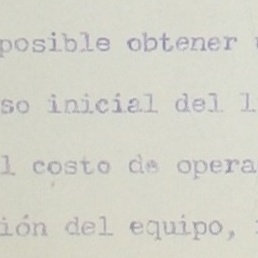 posible obtener
so inicial del l
l costo de opera
ión del equipo,